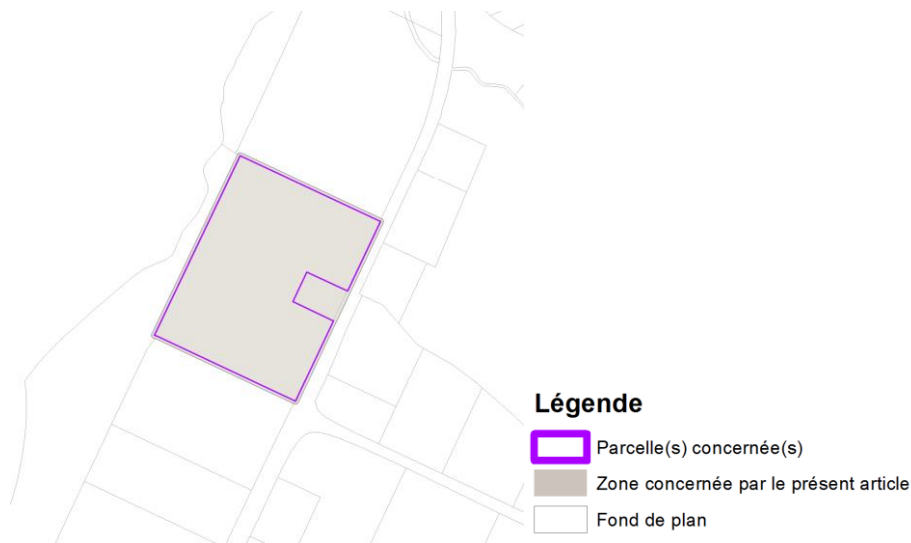 Légende
Parcelle(s) concernée(s)
Zone concernée par le présent article
Fond de plan